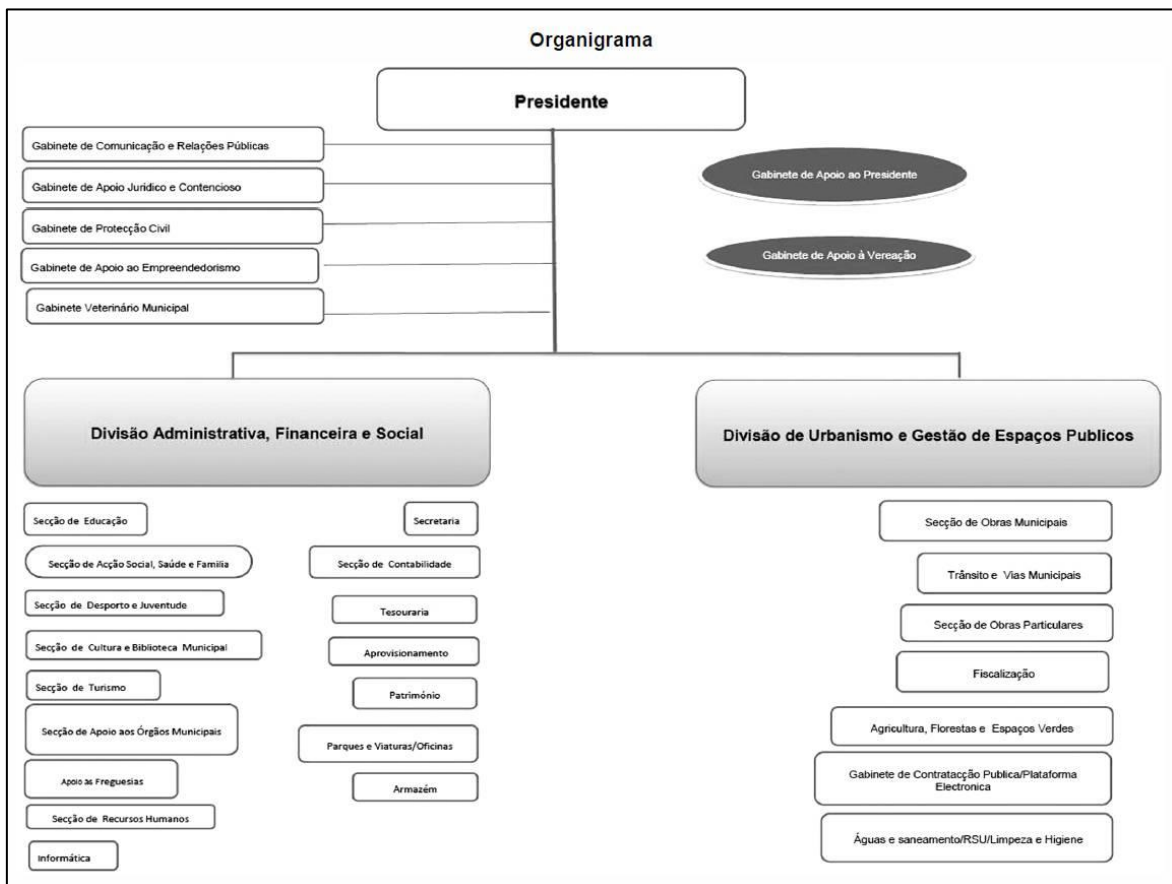 Organigrama
Presidente
Gabinete de Comunicação e Relações Públicas
Gabinete de Apoio Juridico e Contencioso
Gabinete de Protecção Civil
Gabinete de Apoio ao Empreendedorismo
Gabinete Veterinário Municipal
Gabinete de Apoio ao Presidente
Gabinete de Apoio à Vereação
Divisão Administrativa, Financeira e Social
Secção de Educação
Secção de Acção Social, Saúde e Familia
Secção de Desporto e Juventude
Secção de Cultura e Biblioteca Municipal
Secção de Turismo
Secção de Apoio aos Órgãos Municipais
Apoio às Freguesias
Secção de Recursos Humanos
Informática
Secretaria
Secção de Contabilidade
Tesouraria
Aprovisionamento
Património
Parques e Viaturas/Oficinas
Armazém
Divisão de Urbanismo e Gestão de Espaços Publicos
Secção de Obras Municipais
Trânsito e Vias Municipais
Secção de Obras Particulares
Fiscalização
Agricultura, Florestas e Espaços Verdes
Gabinete de Contratacção Publica/Plataforma
Electronica
Águas e saneamento/RSU/Limpeza e Higiene